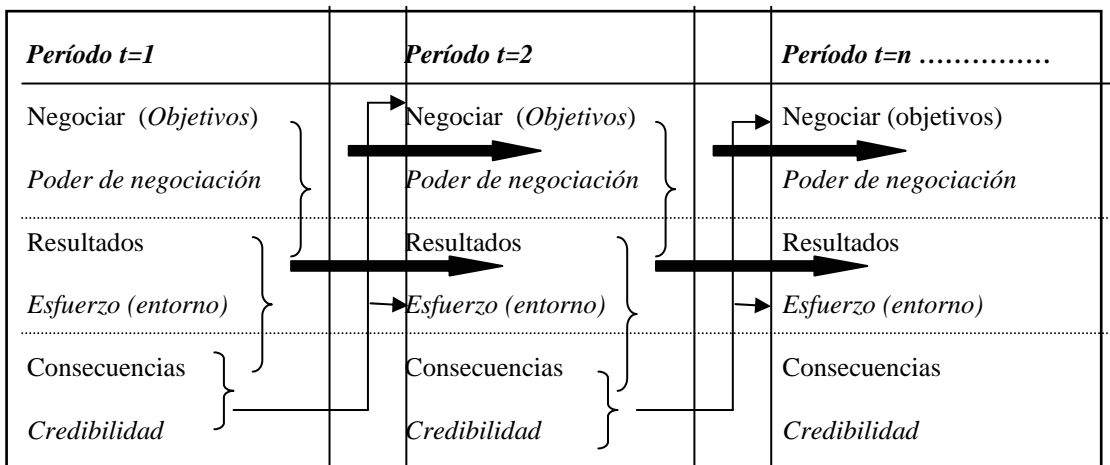 Período t=1 Período t=2 Período t=n ……………
Negociar (Objetivos) Negociar (Objetivos) Negociar (objetivos)
Poder de negociación Poder de negociación Poder de negociación
Resultados Resultados Resultados
Esfuerzo (entorno) Esfuerzo (entorno) Esfuerzo (entorno)
Consecuencias Consecuencias Consecuencias
Credibilidad Credibilidad Credibilidad